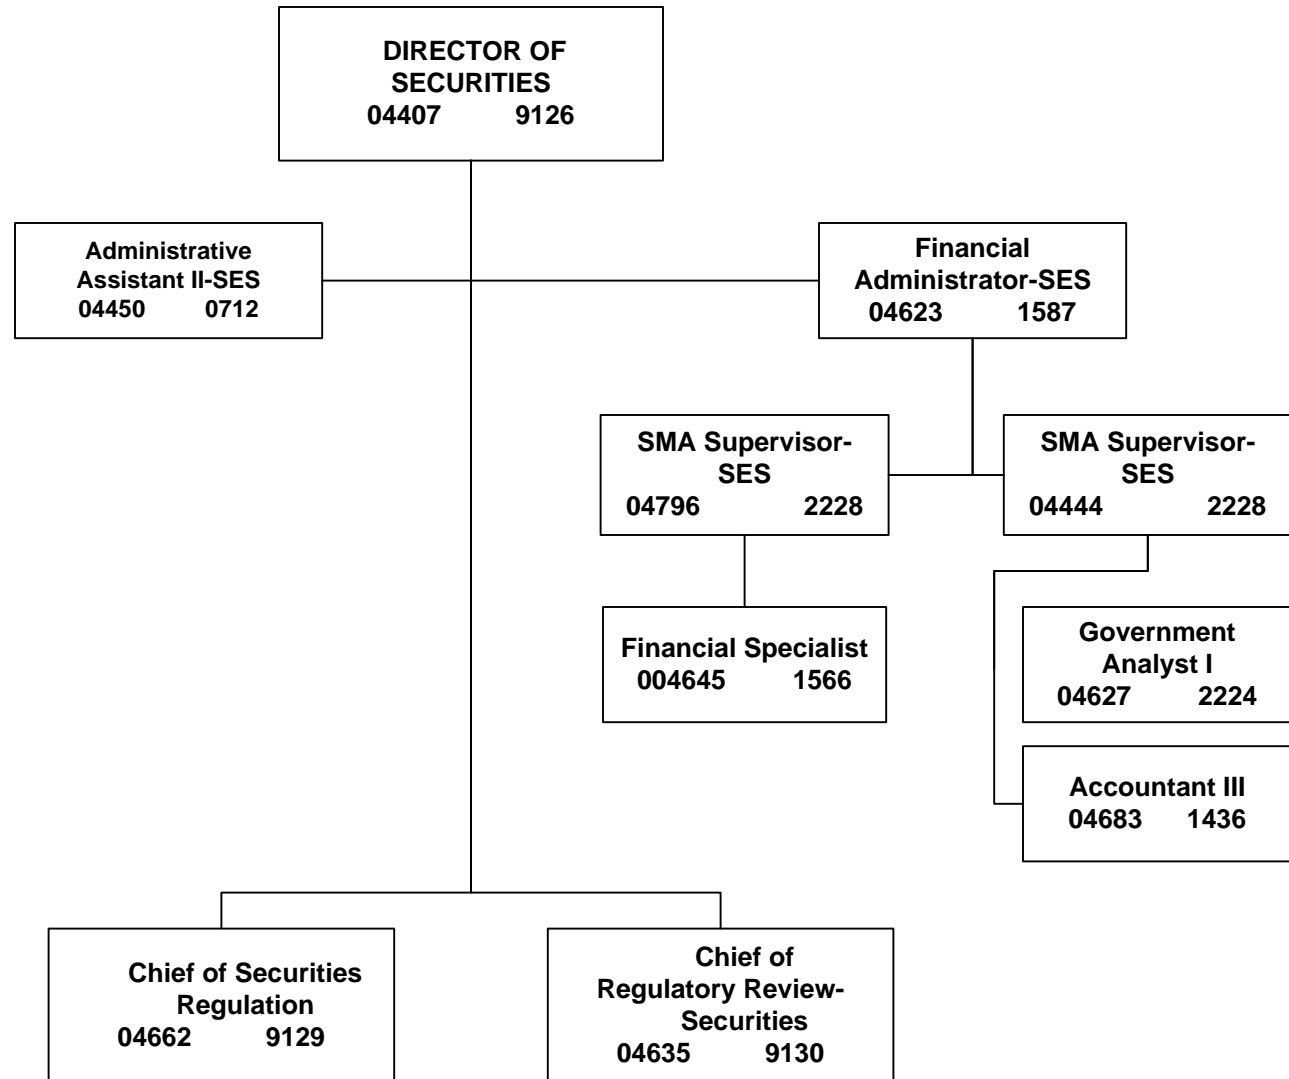 DIRECTOR OF
SECURITIES
04407 9126
Administrative
Assistant II-SES
04450 0712
Financial
Administrator-SES
04623 1587
SMA Supervisor-
SES
04796 2228
SMA Supervisor-
SES
04444 2228
Financial Specialist
004645 1566
Government
Analyst I
04627 2224
Accountant III
04683 1436
Chief of Securities
Regulation
04662 9129
Chief of
Regulatory Review-
Securities
04635 9130